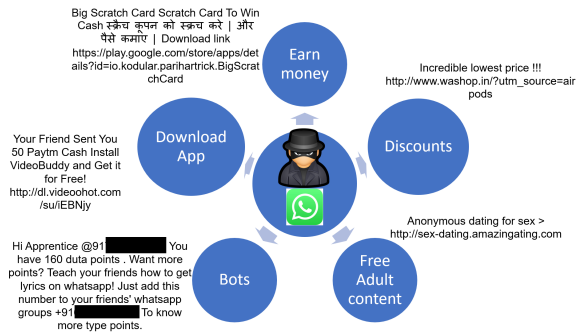 Big Scratch Card Scratch Card To Win
Cash स्क्रैच कूपन को स्क्रच करे | और
पैसे कमाए | Download link
https://play.google.com/store/apps/de
tails?id=io.kodular.parihartrick.BigScrat
chCard
Earn
money
Incredible lowest price !!!
http://www.washop.in/?utm_source=air
pods
Discounts
Download
App
Your Friend Sent You
50 Paytm Cash Install
VideoBuddy and Get it
for Free!
http://dl.videoohot.com
/su/iEBNjy
Anonymous dating for sex >
http://sex-dating.amazingating.com
Free
Adult
content
Bots
Hi Apprentice @91 You
have 160 duta points . Want more
points? Teach your friends how to get
lyrics on whatsapp! Just add this
number to your friends' whatsapp
groups +91 To know
more type points.